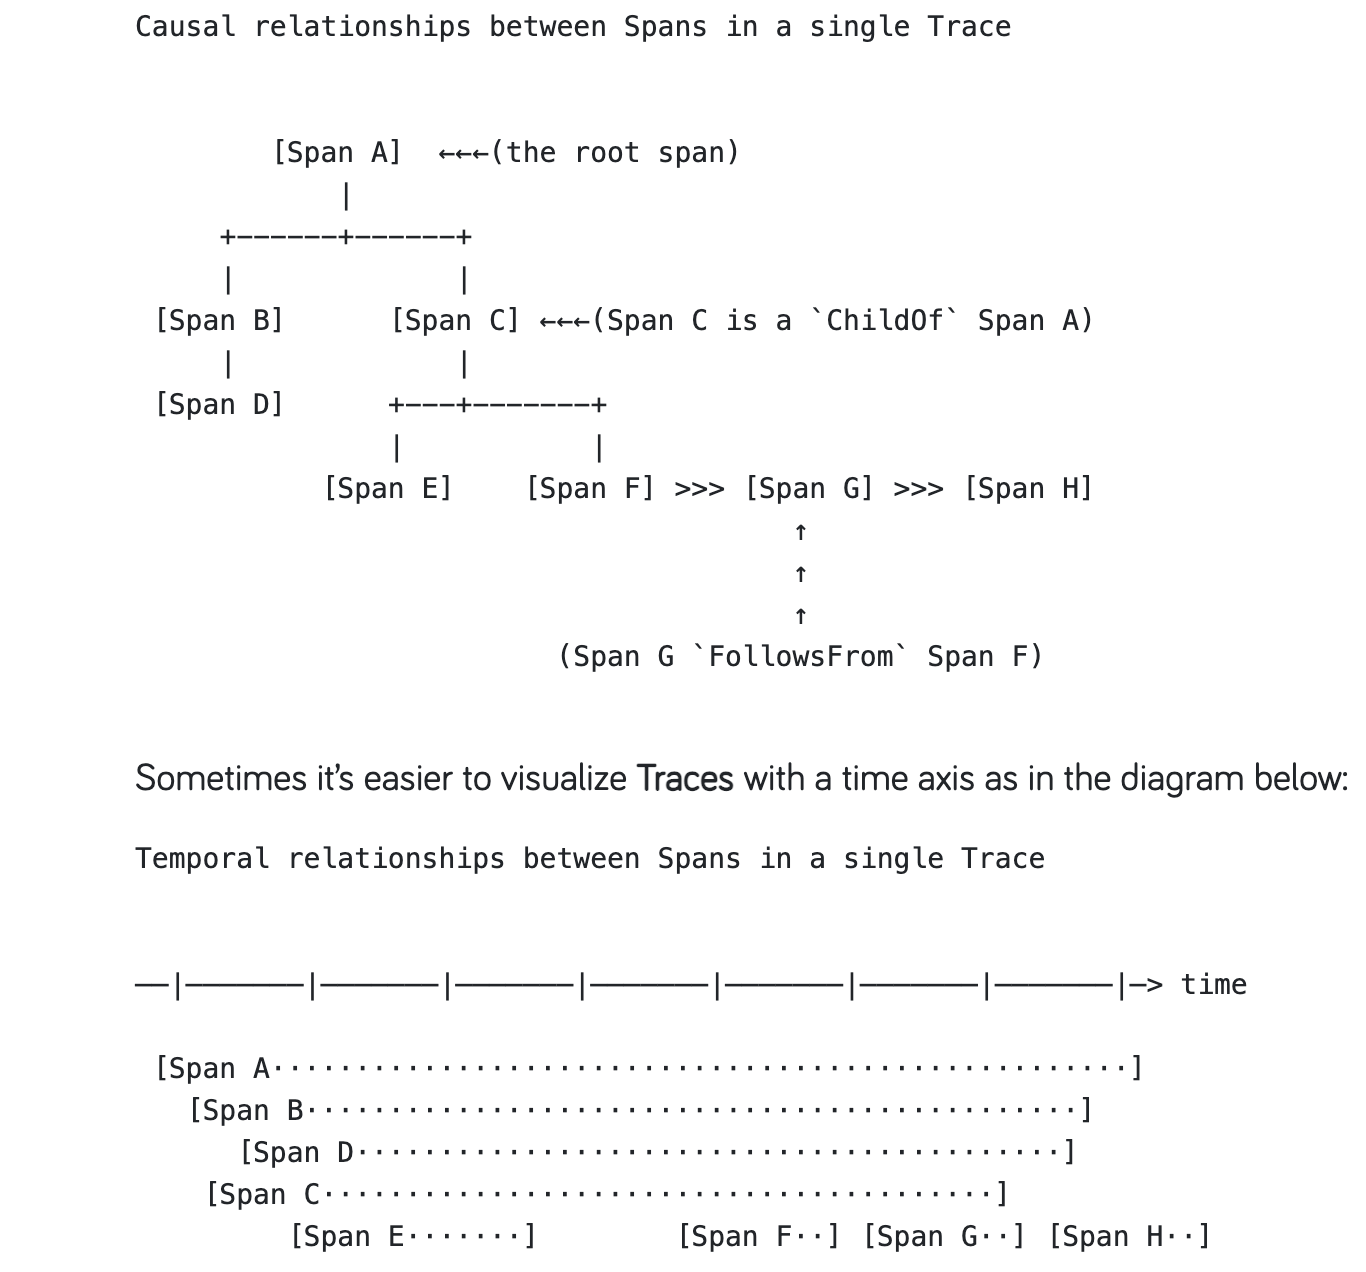 Causal relationships between Spans in a single Trace
        [Span A]  ←←←(the root span)
            |
     +------+------+
     |             |
 [Span B]      [Span C] ←←←(Span C is a `ChildOf` Span A)
     |             |
 [Span D]      +---+-------+
               |           |
           [Span E]    [Span F] >>> [Span G] >>> [Span H]
                                       ↑
                                       ↑
                                       ↑
                         (Span G `FollowsFrom` Span F)
Sometimes it’s easier to visualize Traces with a time axis as in the diagram below:
Temporal relationships between Spans in a single Trace
––|–––––––|–––––––|–––––––|–––––––|–––––––|–––––––|–––––––|–> time
 [Span A···················································]
   [Span B··············································]
      [Span D··········································]
    [Span C········································]
         [Span E·······]        [Span F··] [Span G··] [Span H··]